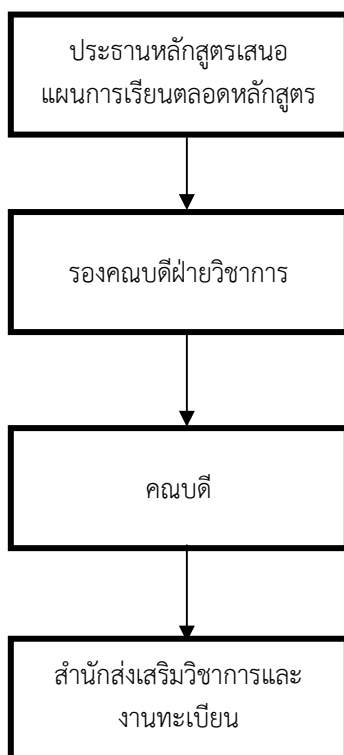 ประธานหลักสูตรเสนอ
แผนการเรียนตลอดหลักสูตร
รองคณบดีฝ่ายวิชาการ
คณบดี
สำนักส่งเสริมวิชาการและ
งานทะเบียน